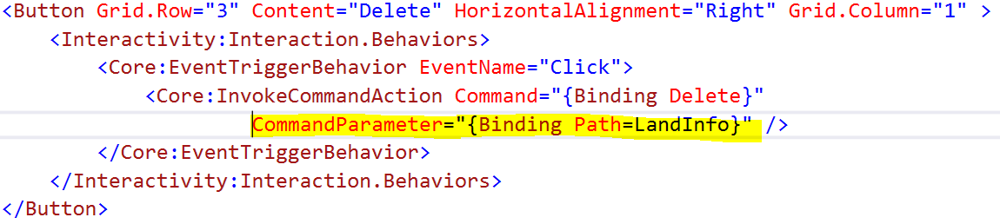 <Button Grid.Row="3" Content="Delete" HorizontalAlignment="Right" Grid.Column="1" >
<Interactivity:Interaction.Behaviors>
<Core:EventTriggerBehavior EventName="Click">
<Core:InvokeCommandAction Command="{Binding Delete}"
CommandParameter="{Binding Path=LandInfo}" />
</Core:EventTriggerBehavior>
</Interactivity:Interaction.Behaviors>
</Button>